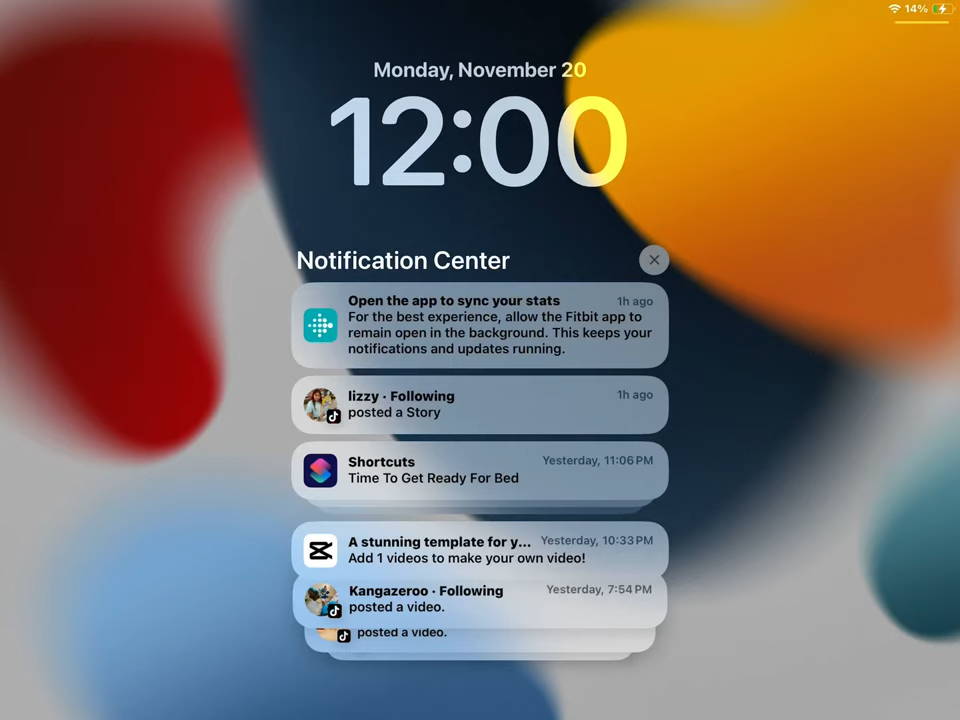 14%
Monday, November 20
12:00
Notification Center
Open the app to sync your stats 1h ago
For the best experience, allow the Fitbit app to
remain open in the background. This keeps your
notifications and updates running.
lizzy · Following 1h ago
posted a Story
Shortcuts Yesterday, 11:06 PM
Time To Get Ready For Bed
A stunning template for y... Yesterday, 10:33 PM
Add 1 videos to make your own video!
Kangazeroo · Following Yesterday, 7:54 PM
posted a video.
posted a video.